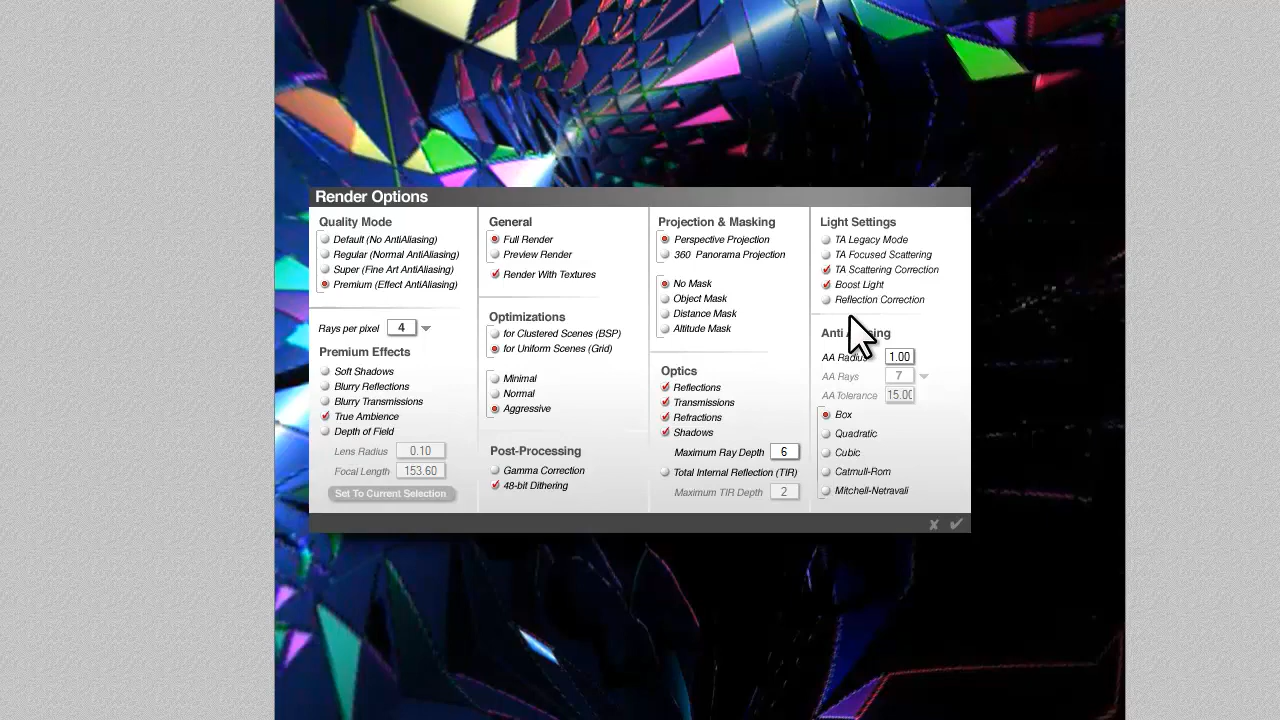 Render Options
Quality Mode
Default (No AntiAliasing)
Regular (Normal AntiAliasing)
Super (Fine Art AntiAliasing)
Premium (Effect AntiAliasing)
Rays per pixel 4
Premium Effects
Soft Shadows
Blurry Reflections
Blurry Transmissions
True Ambience
Depth of Field
Lens Radius 0.10
Focal Length 153.60
Set To Current Selection
General
Full Render
Preview Render
Render With Textures
Optimizations
for Clustered Scenes (BSP)
for Uniform Scenes (Grid)
Minimal
Normal
Aggressive
Post-Processing
Gamma Correction
48-bit Dithering
Projection & Masking
Perspective Projection
360 Panorama Projection
No Mask
Object Mask
Distance Mask
Altitude Mask
Optics
Reflections
Transmissions
Refractions
Shadows
Maximum Ray Depth 6
Total Internal Reflection (TIR)
Maximum TIR Depth 2
Light Settings
TA Legacy Mode
TA Focused Scattering
TA Scattering Correction
Boost Light
Reflection Correction
Anti
AA Radius 1.00
AA Rays 7
AA Tolerance 15.00
Box
Quadratic
Cubic
Catmull-Rom
Mitchell-Netravali